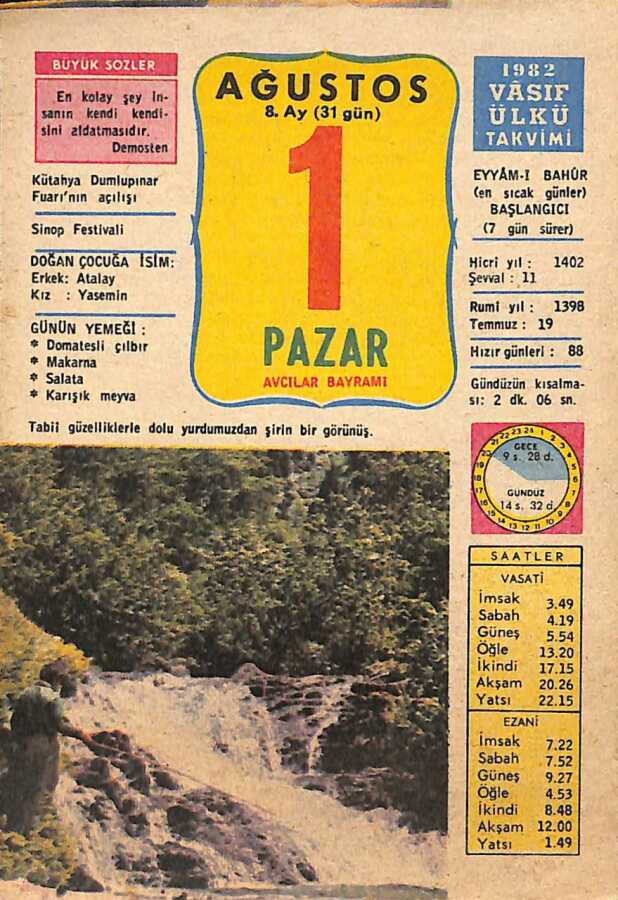 BÜYÜK SÖZLER
En kolay şey in-
sanın kendi kendi-
sini aldatmasıdır.
Demosten
Kütahya Dumlupınar
Fuarı'nın açılışı
Sinop Festivali
DOĞAN ÇOCUĞA İSİM:
Erkek: Atalay
Kız : Yasemin
GÜNÜN YEMEĞİ :
* Domatesli çılbır
* Makarna
* Salata
* Karışık meyva
AĞUSTOS
8. Ay (31 gün)
1
PAZAR
AVCILAR BAYRAMI
1982
VÂSIF
ÜLKÜ
TAKVİMİ
EYYÂM-I BAHÛR
(en sıcak günler)
BAŞLANGICI
(7 gün sürer)
Hicri yıl : 1402
Şevval : 11
Rumi yıl : 1398
Temmuz : 19
Hızır günleri : 88
Gündüzün kısalma-
sı: 2 dk. 06 sn.
Tabii güzelliklerle dolu yurdumuzdan şirin bir görünüş.
GECE
9 s. 28 d.
GÜNDÜZ
14 s. 32 d.
SAATLER
VASATİ
İmsak 3.49
Sabah 4.19
Güneş 5.54
Öğle 13.20
İkindi 17.15
Akşam 20.26
Yatsı 22.15
EZANİ
İmsak 7.22
Sabah 7.52
Güneş 9.27
Öğle 4.53
İkindi 8.48
Akşam 12.00
Yatsı 1.49